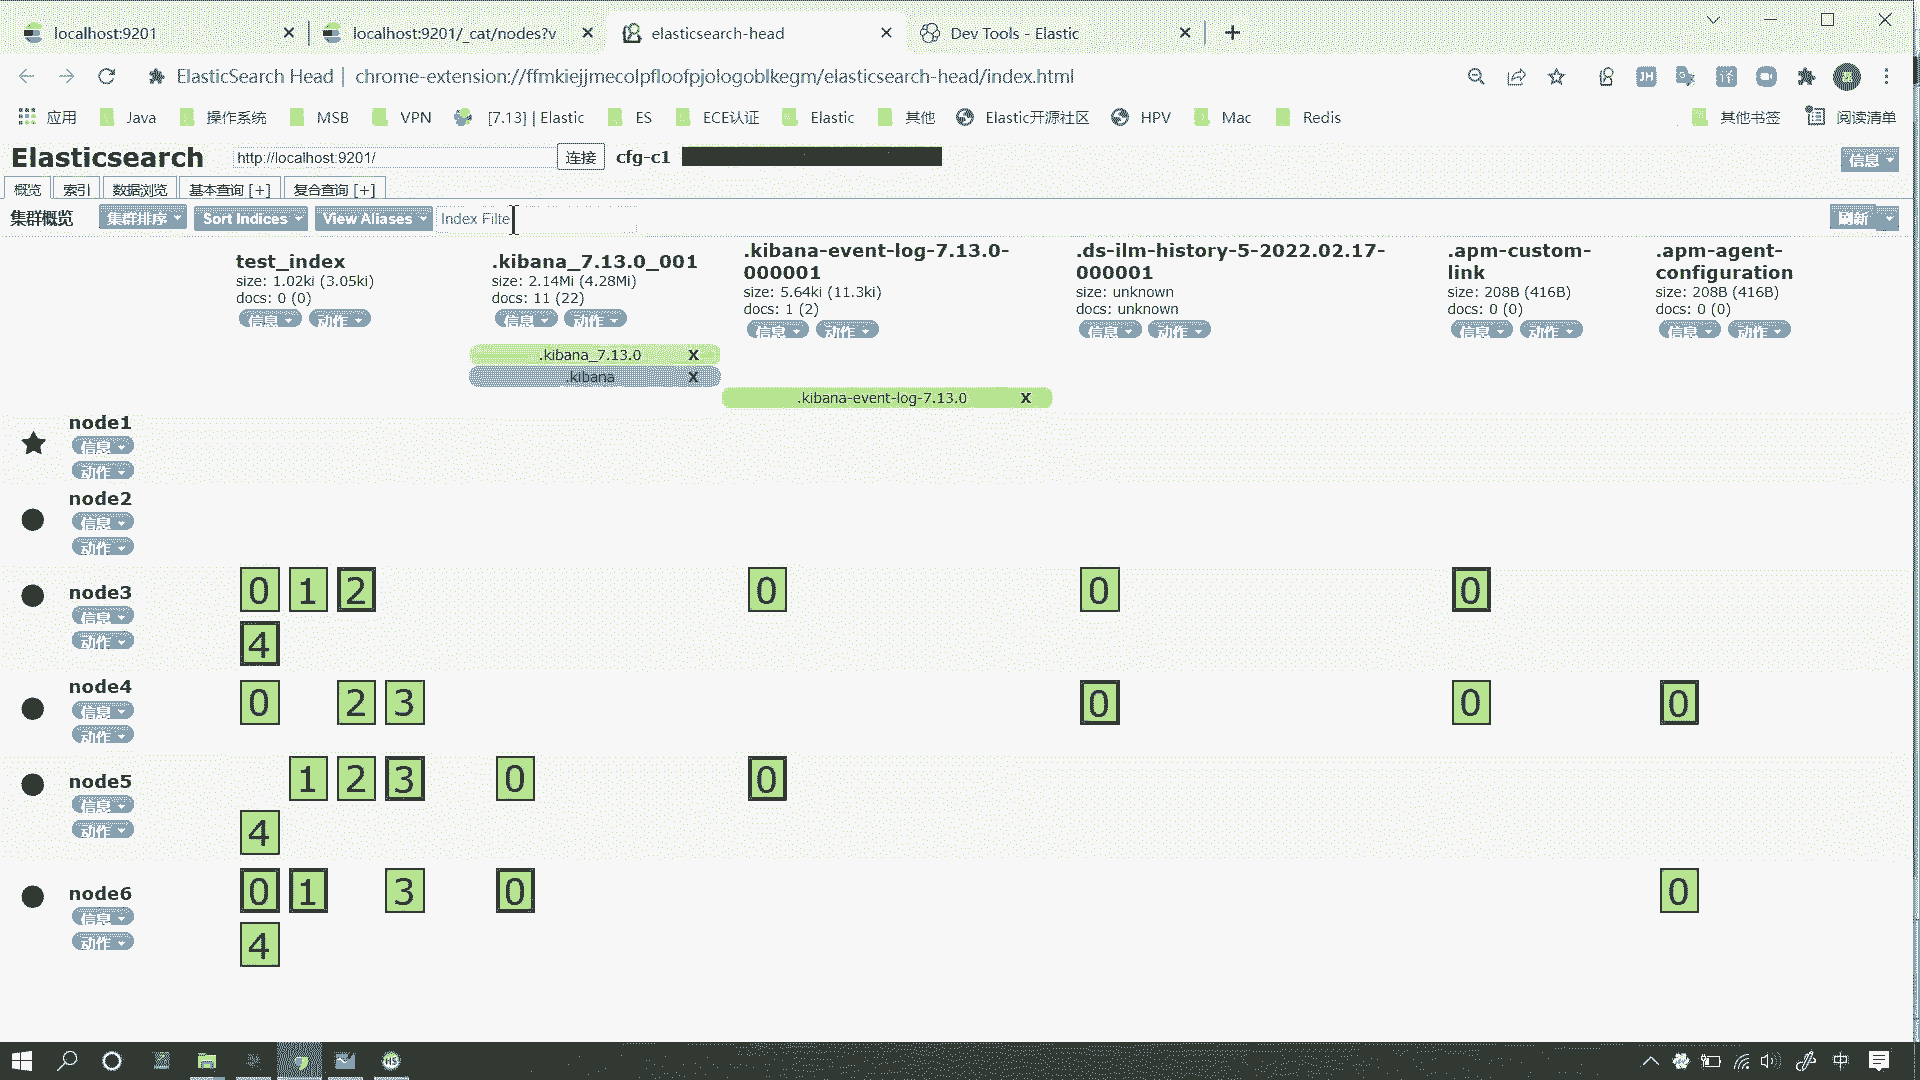 localhost:9201
localhost:9201/_cat/nodes?v
elasticsearch-head
Dev Tools - Elastic
ElasticSearch Head | chrome-extension://ffmkiejjmecolpfloofpjologoblkegm/elasticsearch-head/index.html
应用 Java 操作系统 MSB VPN [7.13] | Elastic ES ECE认证 Elastic 其他 Elastic开源社区 HPV Mac Redis 其他书签 阅读清单
Elasticsearch http://localhost:9201/ 连接 cfg-c1 信息
概览 索引 数据浏览 基本查询 [+] 复合查询 [+]
集群概览 集群排序 Sort Indices View Aliases Index Filte 刷新
test_index
size: 1.02ki (3.05ki)
docs: 0 (0)
信息 动作
.kibana_7.13.0_001
size: 2.14Mi (4.28Mi)
docs: 11 (22)
信息 动作
.kibana-event-log-7.13.0-
000001
size: 5.64ki (11.3ki)
docs: 1 (2)
信息 动作
.ds-ilm-history-5-2022.02.17-
000001
size: unknown
docs: unknown
信息 动作
.apm-custom-
link
size: 208B (416B)
docs: 0 (0)
信息 动作
.apm-agent-
configuration
size: 208B (416B)
docs: 0 (0)
信息 动作
.kibana_7.13.0 X
.kibana X
.kibana-event-log-7.13.0 X
node1
信息
动作
node2
信息
动作
node3
信息
动作
0 1 2 0 0 0
4
node4
信息
动作
0 2 3 0 0 0
node5
信息
动作
1 2 3 0 0
4
node6
信息
动作
0 1 3 0 0
4
中